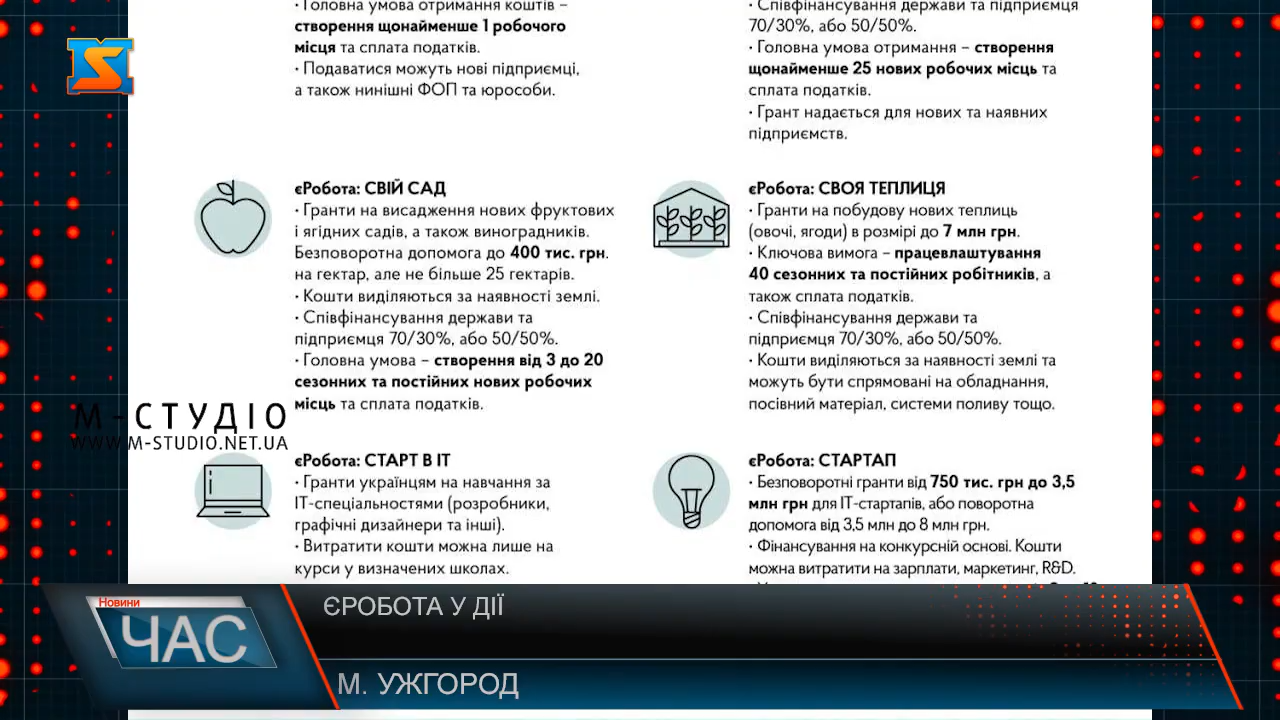 · Головна умова отримання коштів –
створення щонайменше 1 робочого
місця та сплата податків.
· Подаватися можуть нові підприємці,
а також нинішні ФОП та юрособи.
· Співфінансування держави та підприємця
70/30%, або 50/50%.
· Головна умова отримання – створення
щонайменше 25 нових робочих місць та
сплата податків.
· Грант надається для нових та наявних
підприємств.
єРобота: СВІЙ САД
· Гранти на висадження нових фруктових
і ягідних садів, а також виноградників.
Безповоротна допомога до 400 тис. грн.
на гектар, але не більше 25 гектарів.
· Кошти виділяються за наявності землі.
· Співфінансування держави та
підприємця 70/30%, або 50/50%.
· Головна умова – створення від 3 до 20
сезонних та постійних нових робочих
місць та сплата податків.
єРобота: СВОЯ ТЕПЛИЦЯ
· Гранти на побудову нових теплиць
(овочі, ягоди) в розмірі до 7 млн грн.
· Ключова вимога – працевлаштування
40 сезонних та постійних робітників, а
також сплата податків.
· Співфінансування держави та
підприємця 70/30%, або 50/50%.
· Кошти виділяються за наявності землі та
можуть бути спрямовані на обладнання,
посівний матеріал, системи поливу тощо.
М-СТУДІО
WWW.M-STUDIO.NET.UA
єРобота: СТАРТ В ІТ
· Гранти українцям на навчання за
ІТ-спеціальностями (розробники,
графічні дизайнери та інші).
· Витратити кошти можна лише на
курси у визначених школах.
єРобота: СТАРТАП
· Безповоротні гранти від 750 тис. грн до 3,5
млн грн для ІТ-стартапів, або поворотна
допомога від 3,5 млн до 8 млн грн.
· Фінансування на конкурсній основі. Кошти
можна витратити на зарплати, маркетинг, R&D.
Новини
ЧАС
ЄРОБОТА У ДІЇ
М. УЖГОРОД